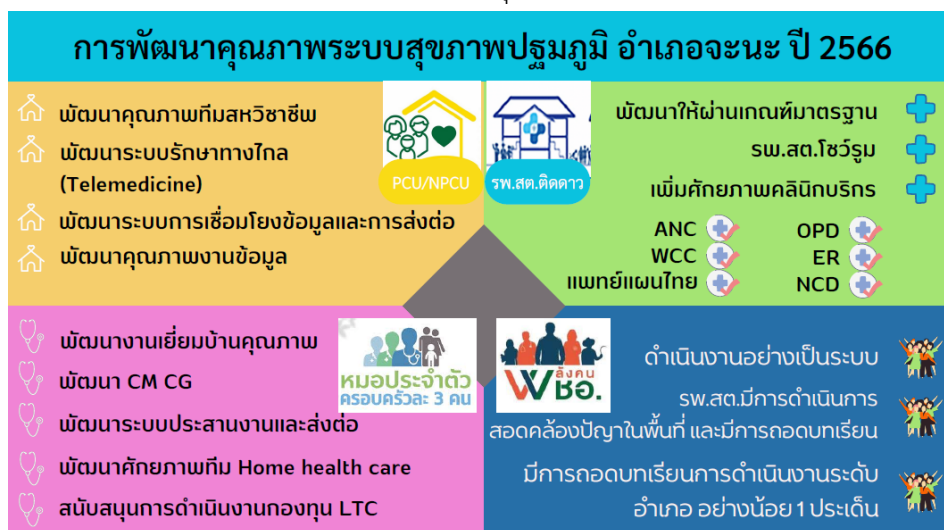 การพัฒนาคุณภาพระบบสุขภาพปฐมภูมิ อำเภอจะนะ ปี 2566
พัฒนาคุณภาพทีมสหวิชาชีพ
พัฒนาระบบรักษาทางไกล
(Telemedicine)
พัฒนาระบบการเชื่อมโยงข้อมูลและการส่งต่อ
พัฒนาคุณภาพงานข้อมูล
PCU/NPCU
รพ.สต.ติดดาว
พัฒนาให้ผ่านเกณฑ์มาตรฐาน
รพ.สต.โชว์รูม
เพิ่มศักยภาพคลินิกบริกร
ANC
OPD
WCC
ER
แพทย์แผนไทย
NCD
พัฒนางานเยี่ยมบ้านคุณภาพ
พัฒนา CM CG
พัฒนาระบบประสานงานและส่งต่อ
พัฒนาศักยภาพทีม Home health care
สนับสนุนการดำเนินงานกองทุน LTC
หมอประจำตัว
ครอบครัวละ 3 คน
พลังคน
พชอ.
ดำเนินงานอย่างเป็นระบบ
รพ.สต.มีการดำเนินการ
สอดคล้องปัญาในพื้นที่ และมีการถอดบทเรียน
มีการถอดบทเรียนการดำเนินงานระดับ
อำเภอ อย่างน้อย 1 ประเด็น